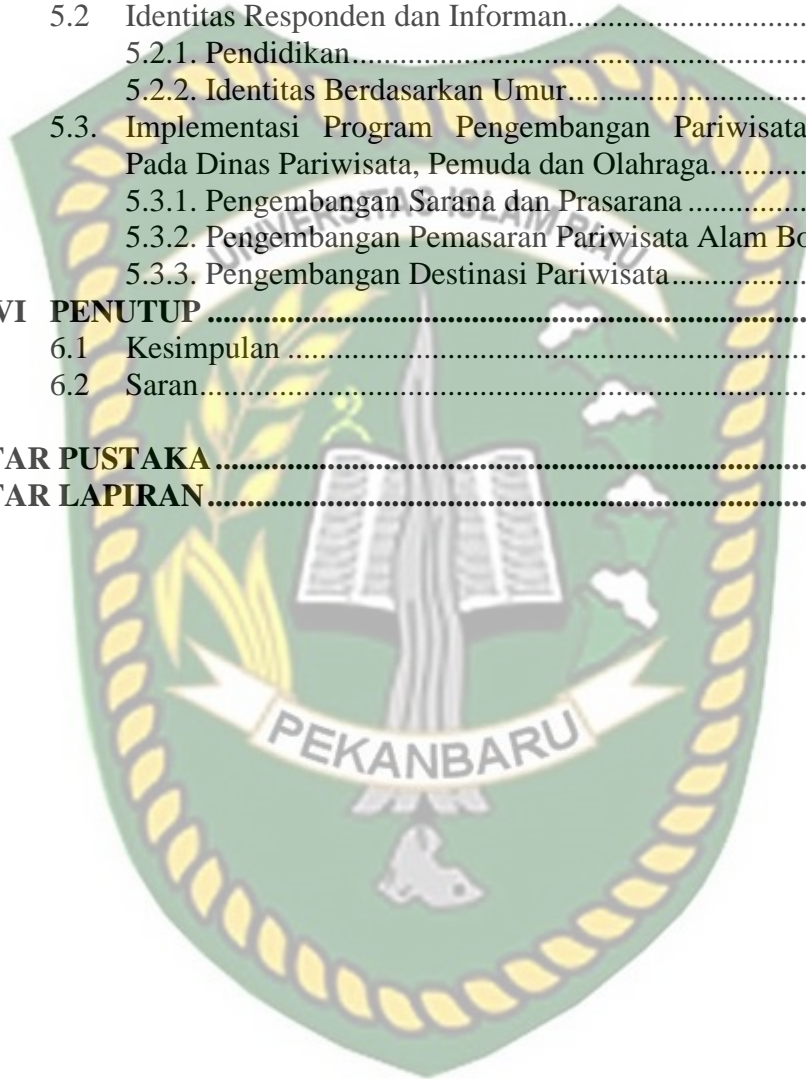 5.2 Identitas Responden dan Informan.......................................
5.2.1. Pendidikan.......................................................................
5.2.2. Identitas Berdasarkan Umur.......................................
5.3. Implementasi Program Pengembangan Pariwisata
Pada Dinas Pariwisata, Pemuda dan Olahraga.....................
5.3.1. Pengembangan Sarana dan Prasarana .....................
5.3.2. Pengembangan Pemasaran Pariwisata Alam Bo
5.3.3. Pengembangan Destinasi Pariwisata.......................
VI PENUTUP .......................................................................................
6.1 Kesimpulan .................................................................................
6.2 Saran...........................................................................................
TAR PUSTAKA .....................................................................................
TAR LAPIRAN......................................................................................
UNIVERSITAS ISLAM RIAU
PEKANBARU